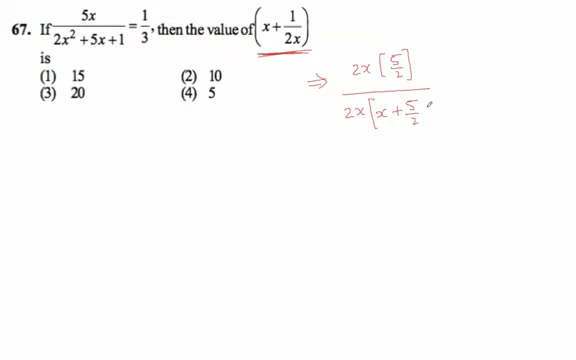 67. If 5x / (2x² + 5x + 1) = 1/3, then the value of (x + 1/2x)
is
(1) 15 (2) 10
(3) 20 (4) 5
⇒ 2x [5/2]
2x [x + 5/2